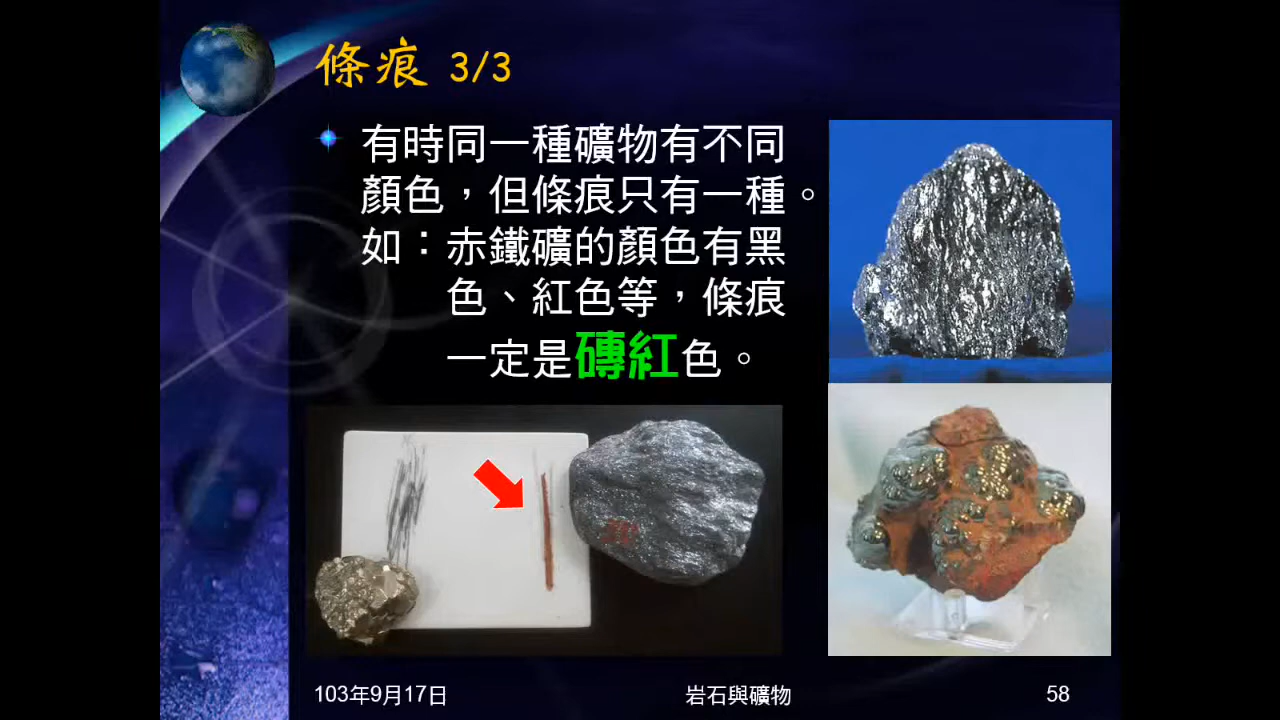 條痕 3/3
有時同一種礦物有不同
顏色，但條痕只有一種。
如：赤鐵礦的顏色有黑
色、紅色等，條痕
一定是磚紅色。
103年9月17日
岩石與礦物
58